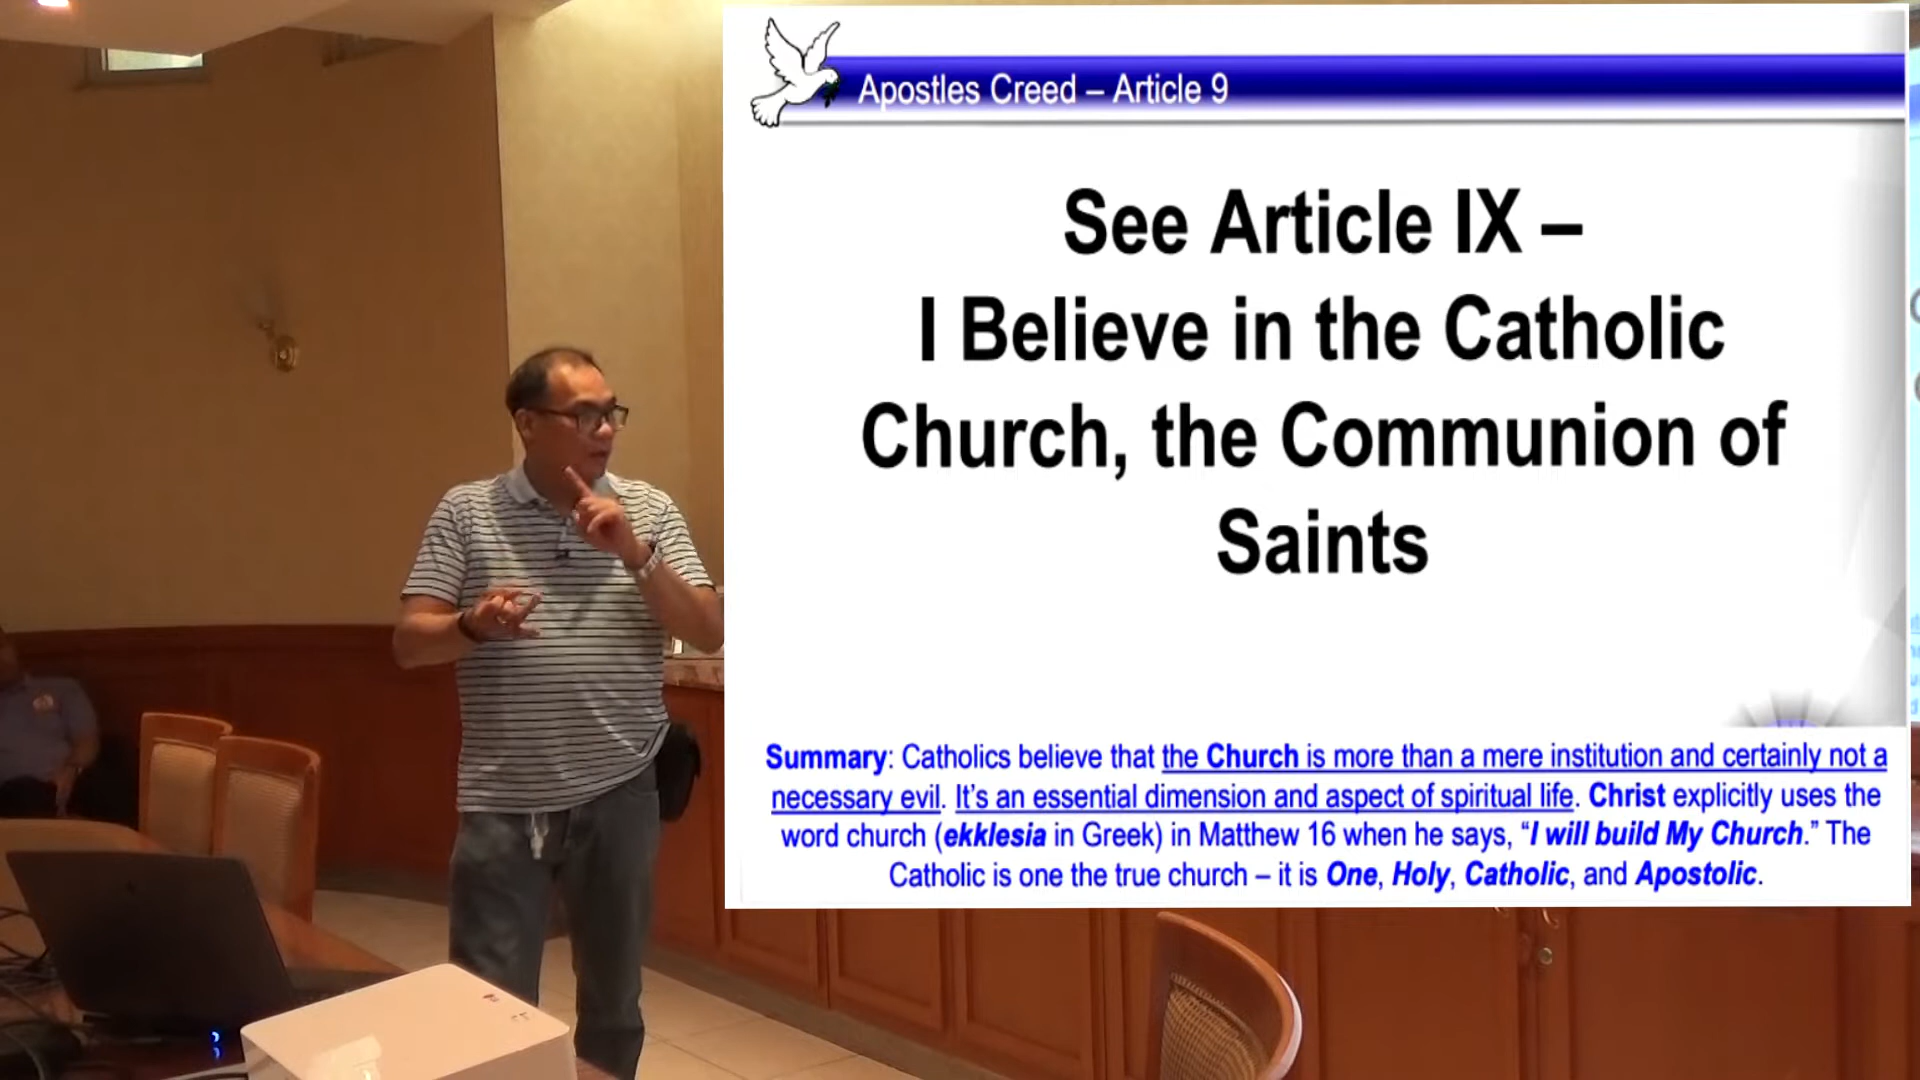 Apostles Creed – Article 9
See Article IX –
I Believe in the Catholic
Church, the Communion of
Saints
Summary: Catholics believe that the Church is more than a mere institution and certainly not a
necessary evil. It’s an essential dimension and aspect of spiritual life. Christ explicitly uses the
word church (ekklesia in Greek) in Matthew 16 when he says, “I will build My Church.” The
Catholic is one the true church – it is One, Holy, Catholic, and Apostolic.